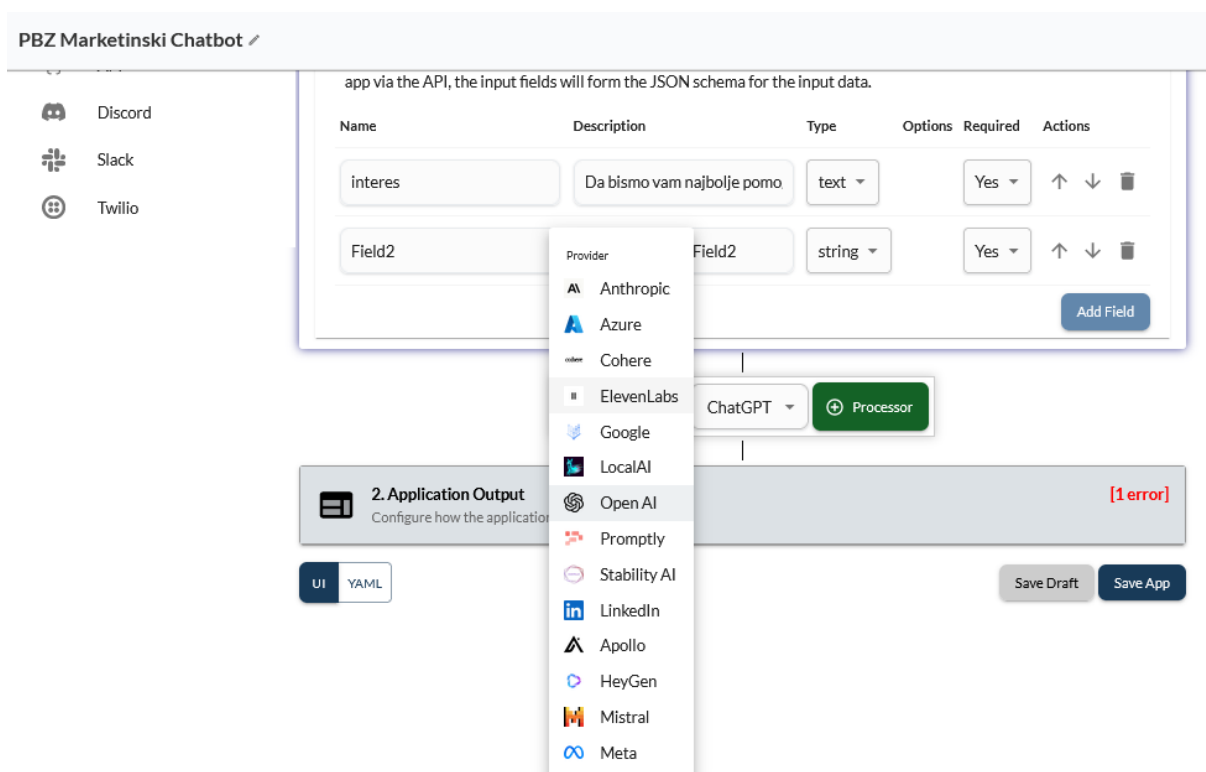 PBZ Marketinski Chatbot
app via the API, the input fields will form the JSON schema for the input data.
Discord
Slack
Twilio
Name Description Type Options Required Actions
interes Da bismo vam najbolje pomo text Yes
Field2 Field2 string Yes
Add Field
Provider
Anthropic
Azure
Cohere
ElevenLabs
Google
LocalAI
Open AI
Promptly
Stability AI
LinkedIn
Apollo
HeyGen
Mistral
Meta
ChatGPT Processor
2. Application Output [1 error]
Configure how the application
UI YAML Save Draft Save App